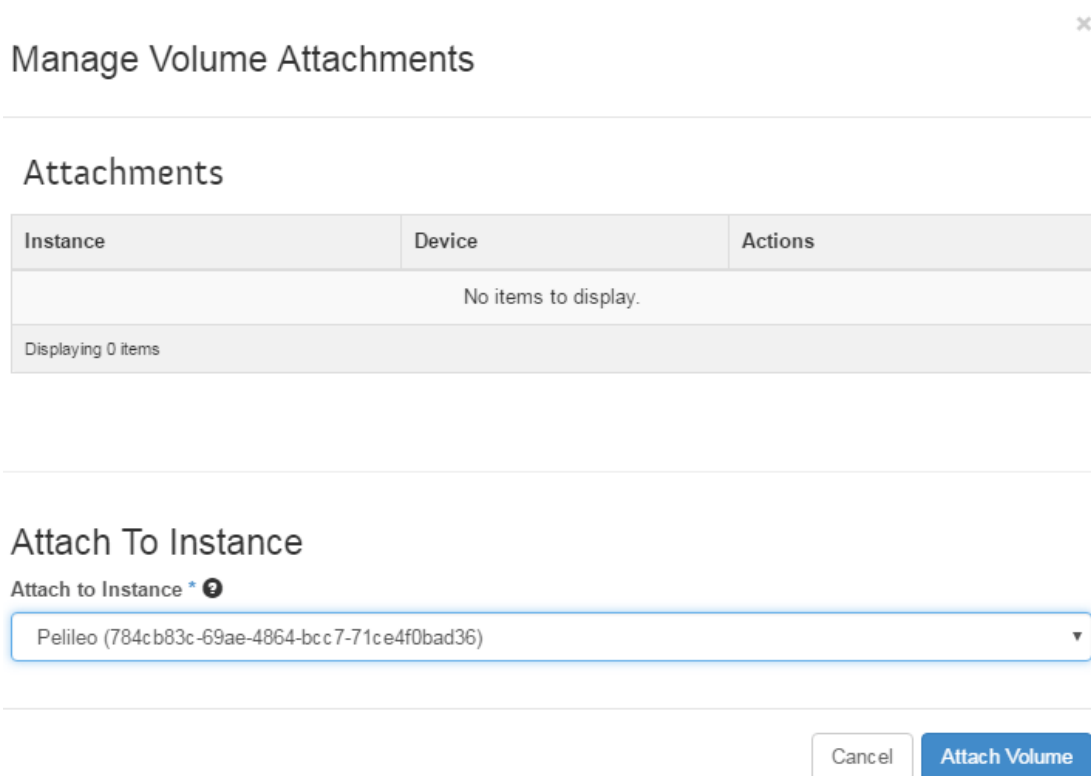 ×
Manage Volume Attachments
Attachments
Instance Device Actions
No items to display.
Displaying 0 items
Attach To Instance
Attach to Instance * ?
Pelileo (784cb83c-69ae-4864-bcc7-71ce4f0bad36)
Cancel Attach Volume